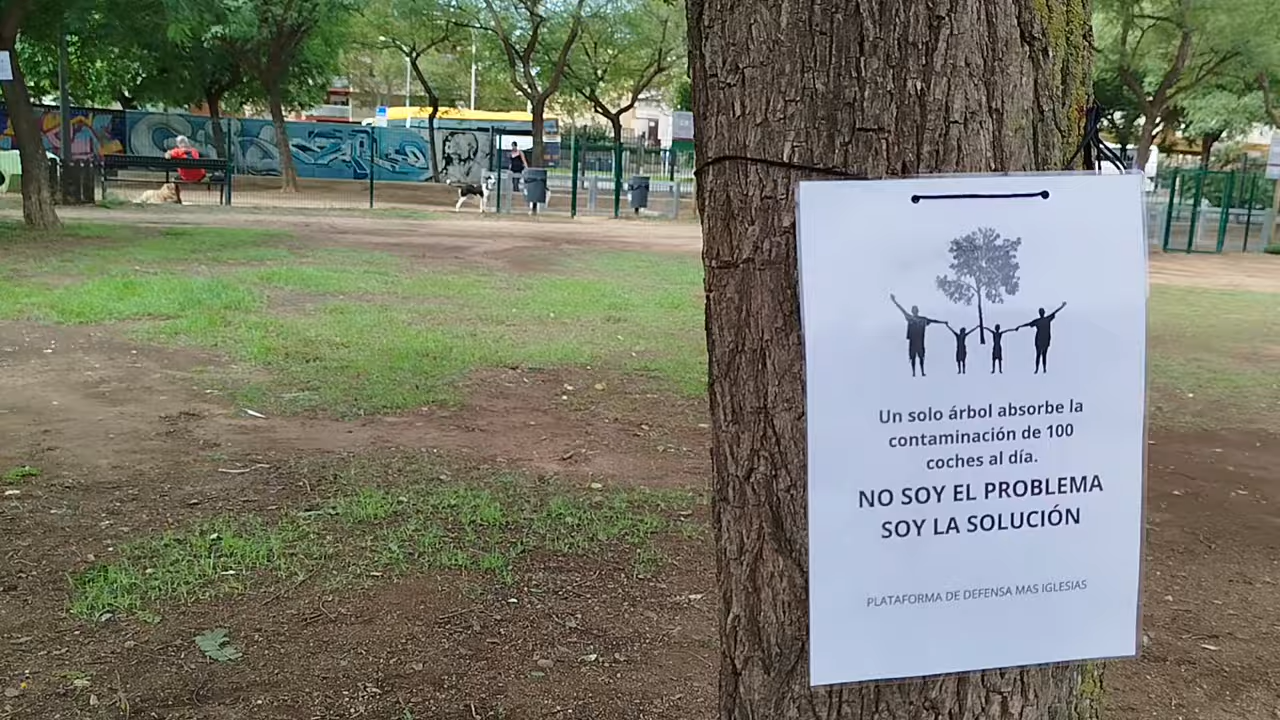 Un solo árbol absorbe la
contaminación de 100
coches al día.
NO SOY EL PROBLEMA
SOY LA SOLUCIÓN
PLATAFORMA DE DEFENSA MAS IGLESIAS